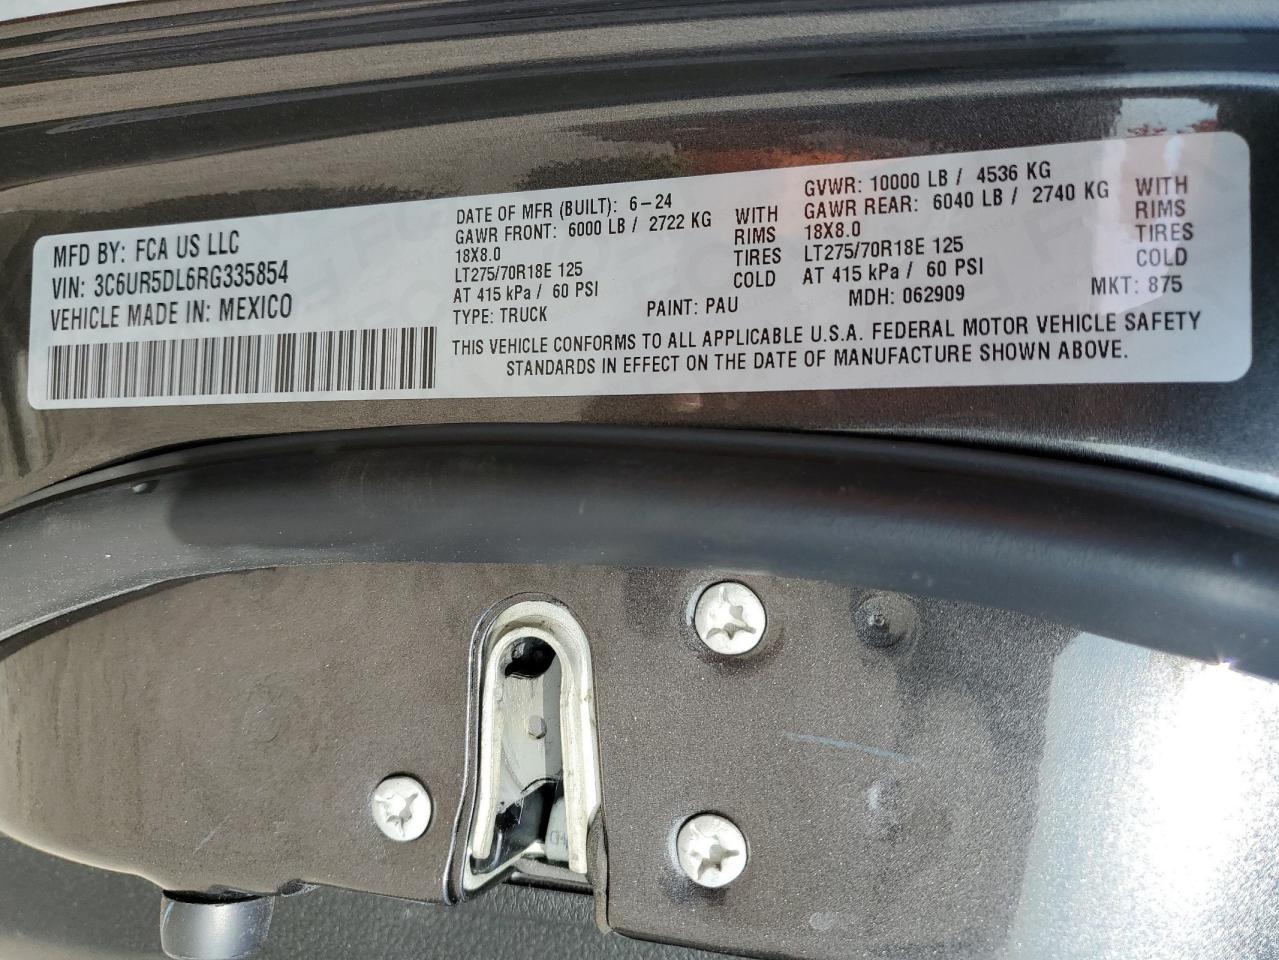 MFD BY: FCA US LLC
VIN: 3C6UR5DL6RG335854
VEHICLE MADE IN: MEXICO
DATE OF MFR (BUILT): 6-24
GAWR FRONT: 6000 LB / 2722 KG WITH
18X8.0 RIMS
LT275/70R18E 125 TIRES
AT 415 kPa / 60 PSI COLD
TYPE: TRUCK PAINT: PAU
GVWR: 10000 LB / 4536 KG
GAWR REAR: 6040 LB / 2740 KG WITH
18X8.0 RIMS
LT275/70R18E 125 TIRES
AT 415 kPa / 60 PSI COLD
MDH: 062909 MKT: 875
THIS VEHICLE CONFORMS TO ALL APPLICABLE U.S.A. FEDERAL MOTOR VEHICLE SAFETY
STANDARDS IN EFFECT ON THE DATE OF MANUFACTURE SHOWN ABOVE.